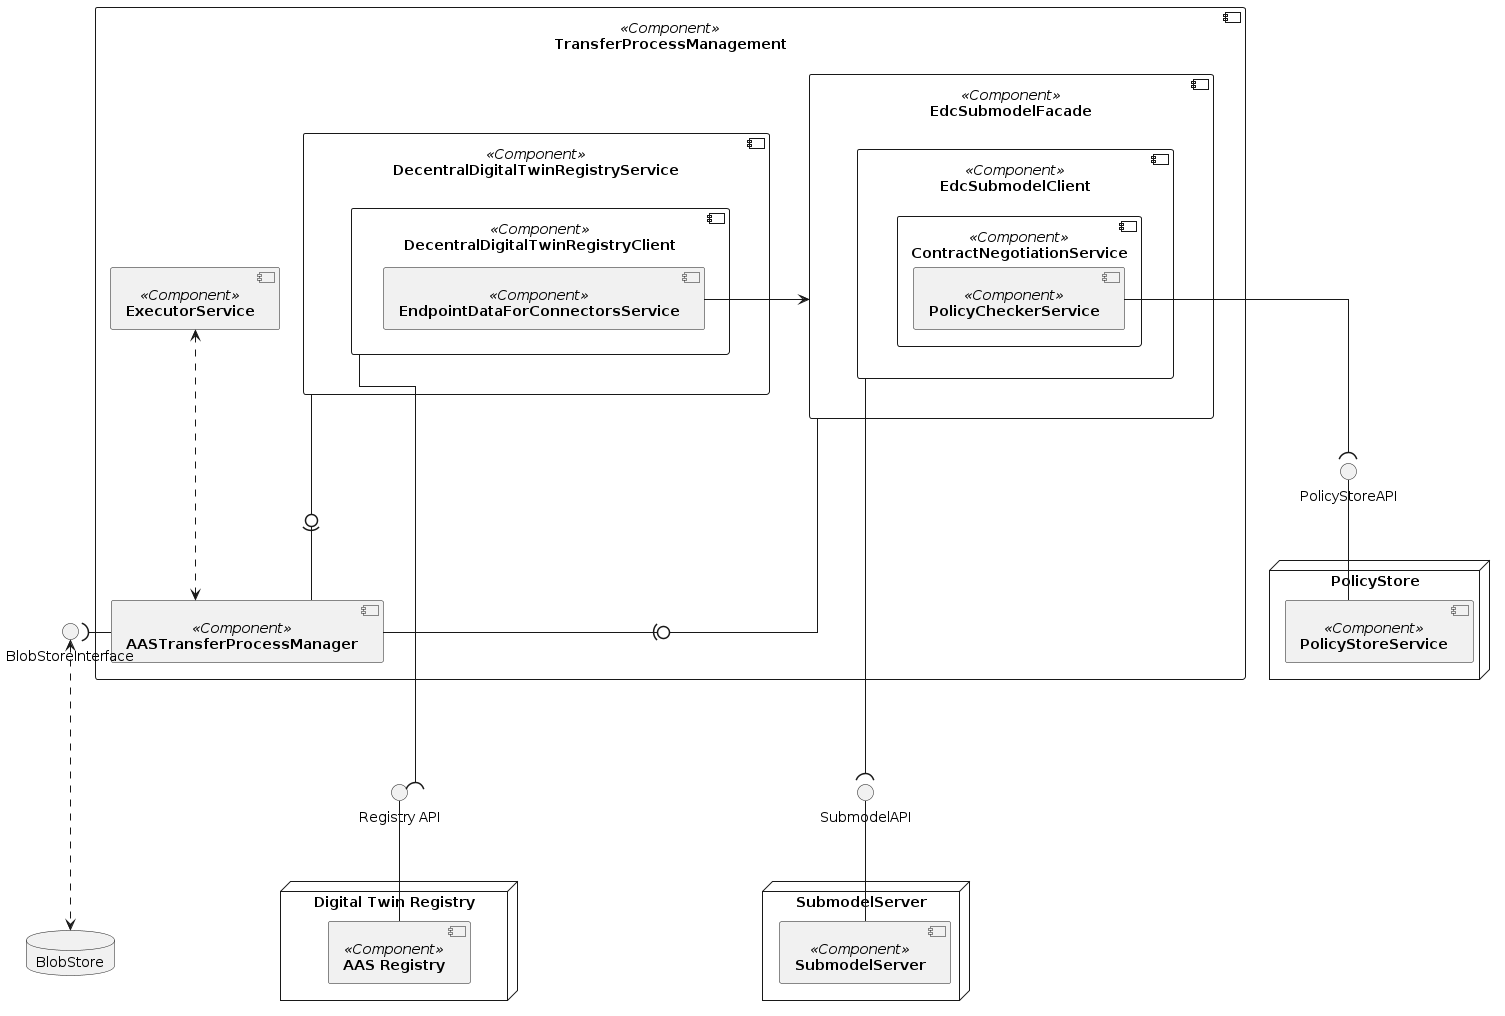 «Component»
TransferProcessManagement
«Component»
EdcSubmodelFacade
«Component»
DecentralDigitalTwinRegistryService
«Component»
EdcSubmodelClient
«Component»
DecentralDigitalTwinRegistryClient
«Component»
ContractNegotiationService
«Component»
ExecutorService
«Component»
EndpointDataForConnectorsService
«Component»
PolicyCheckerService
PolicyStoreAPI
PolicyStore
«Component»
AASTransferProcessManager
«Component»
PolicyStoreService
BlobStoreInterface
Registry API
SubmodelAPI
Digital Twin Registry
SubmodelServer
«Component»
AAS Registry
«Component»
SubmodelServer
BlobStore